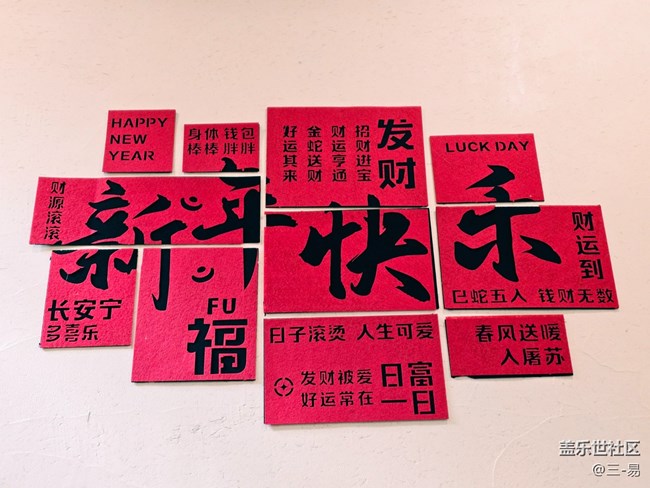 HAPPY
NEW
YEAR
身体 钱包
棒棒 胖胖
发财
招财进宝
财运亨通
金蛇送财
好运其来
LUCK DAY
财源滚滚
新年快乐
财运到
巳蛇五入 钱财无数
长安宁
多喜乐
FU
福
日子滚烫 人生可爱
发财被爱
好运常在
日富
一日
春风送暖
入屠苏
盖乐世社区
@三-易